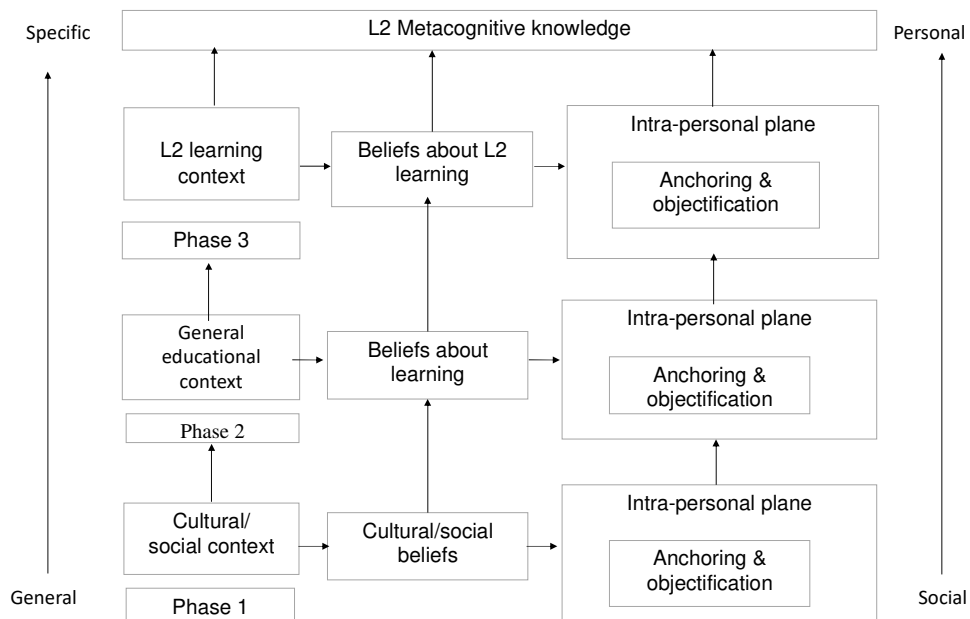 Specific
L2 Metacognitive knowledge
Personal
L2 learning
context
Beliefs about L2
learning
Intra-personal plane
Anchoring &
objectification
Phase 3
General
educational
context
Beliefs about
learning
Intra-personal plane
Anchoring &
objectification
Phase 2
Cultural/
social context
Cultural/social
beliefs
Intra-personal plane
Anchoring &
objectification
General
Phase 1
Social